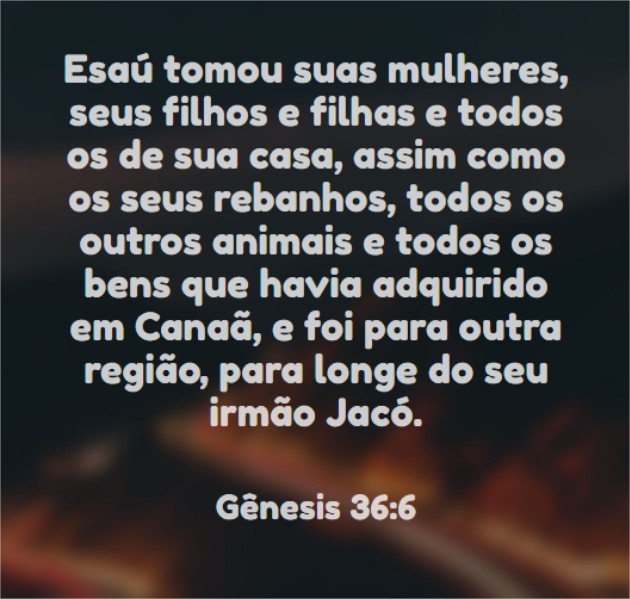 Esaú tomou suas mulheres,
seus filhos e filhas e todos
os de sua casa, assim como
os seus rebanhos, todos os
outros animais e todos os
bens que havia adquirido
em Canaã, e foi para outra
região, para longe do seu
irmão Jacó.
Gênesis 36:6